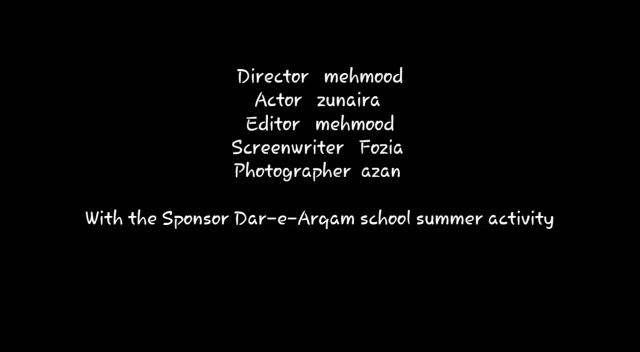 Director mehmood
Actor zunaira
Editor mehmood
Screenwriter Fozia
Photographer azan
With the Sponsor Dar-e-Arqam school summer activity